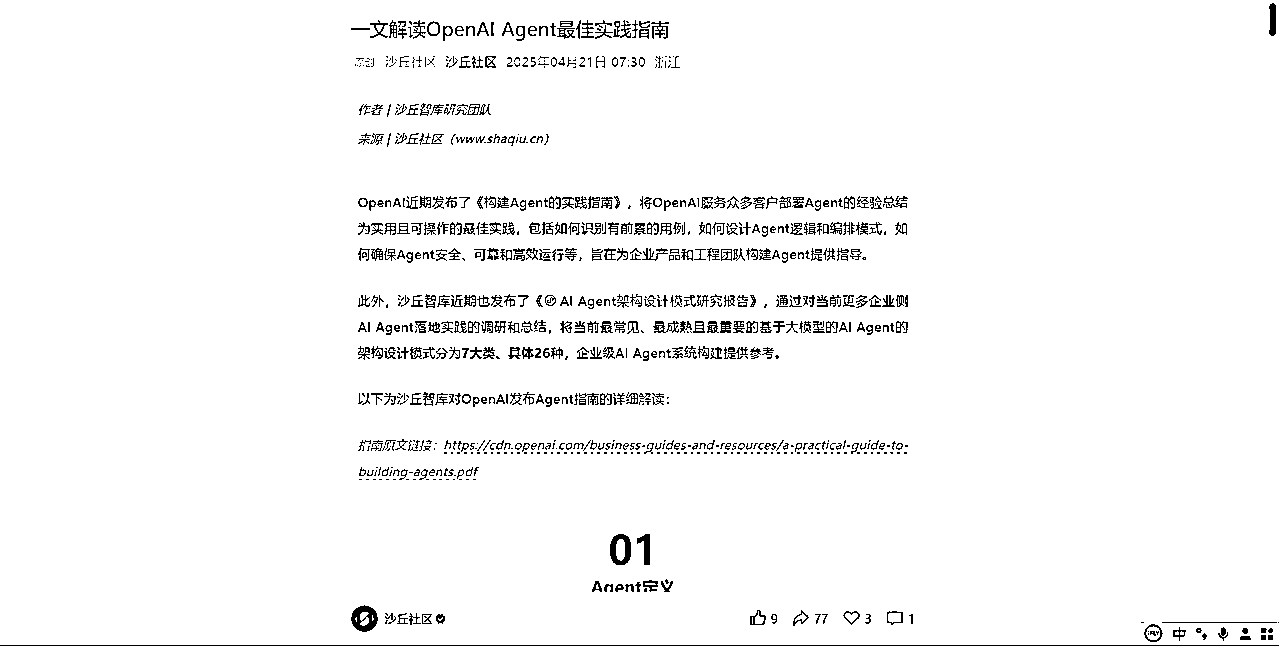 一文解读OpenAI Agent最佳实践指南
原创 沙丘社区 沙丘社区 2025年04月21日 07:30 浙江
作者 | 沙丘智库研究团队
来源 | 沙丘社区（www.shaqiu.cn）
OpenAI近期发布了《构建Agent的实践指南》，将OpenAI服务众多客户部署Agent的经验总结
为实用且可操作的最佳实践，包括如何识别有前景的用例，如何设计Agent逻辑和编排模式，如
何确保Agent安全、可靠和高效运行等，旨在为企业产品和工程团队构建Agent提供指导。
此外，沙丘智库近期也发布了《AI Agent架构设计模式研究报告》，通过对当前更多企业侧
AI Agent落地实践的调研和总结，将当前最常见、最成熟且最重要的基于大模型的AI Agent的
架构设计模式分为7大类、具体26种，企业级AI Agent系统构建提供参考。
以下为沙丘智库对OpenAI发布Agent指南的详细解读：
指南原文链接：https://cdn.openai.com/business-guides-and-resources/a-practical-guide-to-
building-agents.pdf
01
Agent定义
沙丘社区 9 77 3 1
中